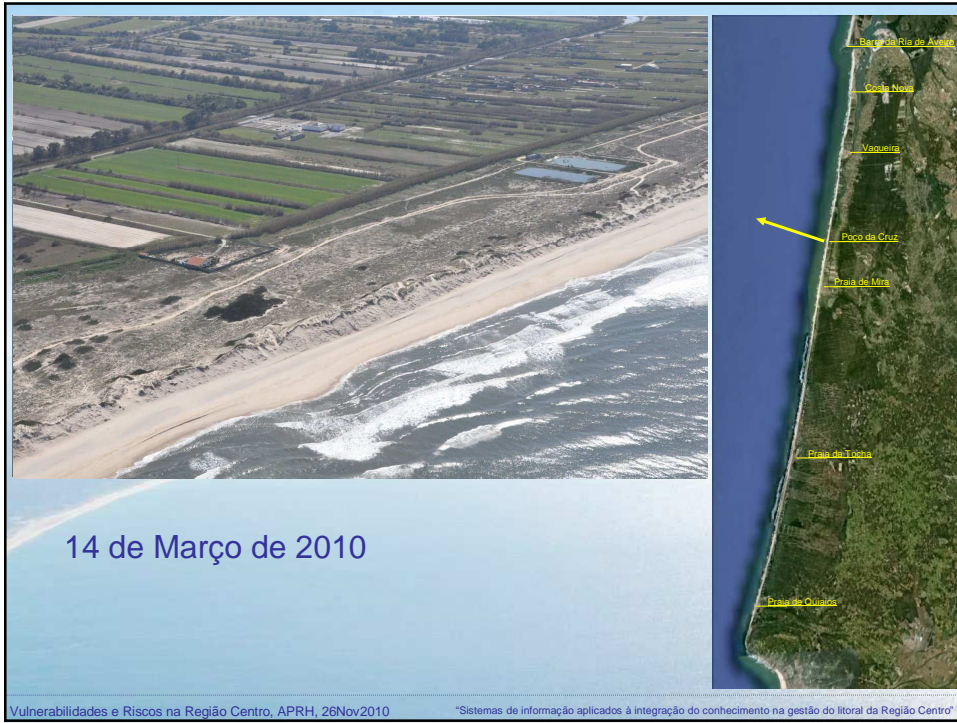 Barra da Ria de Aveiro
Costa Nova
Vagueira
Poço da Cruz
Praia de Mira
Praia da Tocha
Praia de Quiaios
14 de Março de 2010
Vulnerabilidades e Riscos na Região Centro, APRH, 26Nov2010
“Sistemas de informação aplicados à integração do conhecimento na gestão do litoral da Região Centro”